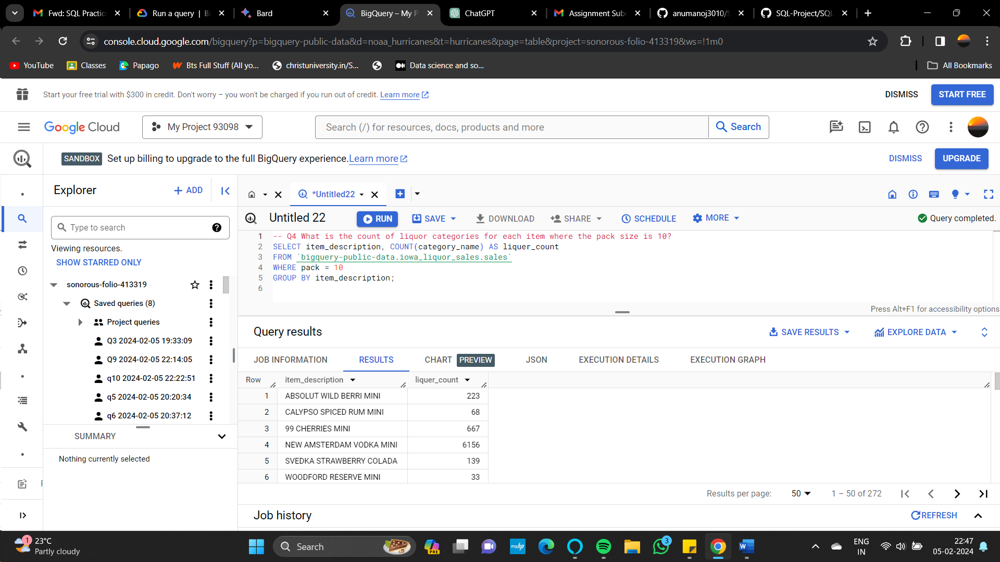 Fwd: SQL Practic
Run a query | Bi
Bard
BigQuery – My P
ChatGPT
Assignment Sub
anumanoj3010/S
SQL-Project/SQL
console.cloud.google.com/bigquery?p=bigquery-public-data&d=noaa_hurricanes&t=hurricanes&page=table&project=sonorous-folio-413319&ws=!1m0
YouTube
Classes
Papago
Bts Full Stuff (All yo...
christuniversity.in/S...
Data science and so...
All Bookmarks
Start your free trial with $300 in credit. Don't worry – you won't be charged if you run out of credit. Learn more
DISMISS
START FREE
Google Cloud
My Project 93098
Search (/) for resources, docs, products and more
Search
SANDBOX Set up billing to upgrade to the full BigQuery experience. Learn more
DISMISS
UPGRADE
Explorer
+ ADD
*Untitled22
Untitled 22
RUN
SAVE
DOWNLOAD
SHARE
SCHEDULE
MORE
Query completed.
Type to search
Viewing resources.
SHOW STARRED ONLY
sonorous-folio-413319
Saved queries (8)
Project queries
Q3 2024-02-05 19:33:09
Q9 2024-02-05 22:14:05
q10 2024-02-05 22:22:51
q5 2024-02-05 20:20:34
q6 2024-02-05 20:37:12
SUMMARY
Nothing currently selected
1 -- Q4 What is the count of liquor categories for each item where the pack size is 10?
2 SELECT item_description, COUNT(category_name) AS liquer_count
3 FROM `bigquery-public-data.iowa_liquor_sales.sales`
4 WHERE pack = 10
5 GROUP BY item_description;
6
Press Alt+F1 for accessibility options
Query results
SAVE RESULTS
EXPLORE DATA
JOB INFORMATION
RESULTS
CHART PREVIEW
JSON
EXECUTION DETAILS
EXECUTION GRAPH
Row item_description liquer_count
1 ABSOLUT WILD BERRI MINI 223
2 CALYPSO SPICED RUM MINI 68
3 99 CHERRIES MINI 667
4 NEW AMSTERDAM VODKA MINI 6156
5 SVEDKA STRAWBERRY COLADA 139
6 WOODFORD RESERVE MINI 33
Results per page: 50 1 – 50 of 272
Job history
REFRESH
1
23°C
Partly cloudy
Search
PRE
myhp
3
W
ENG
IN
22:47
05-02-2024